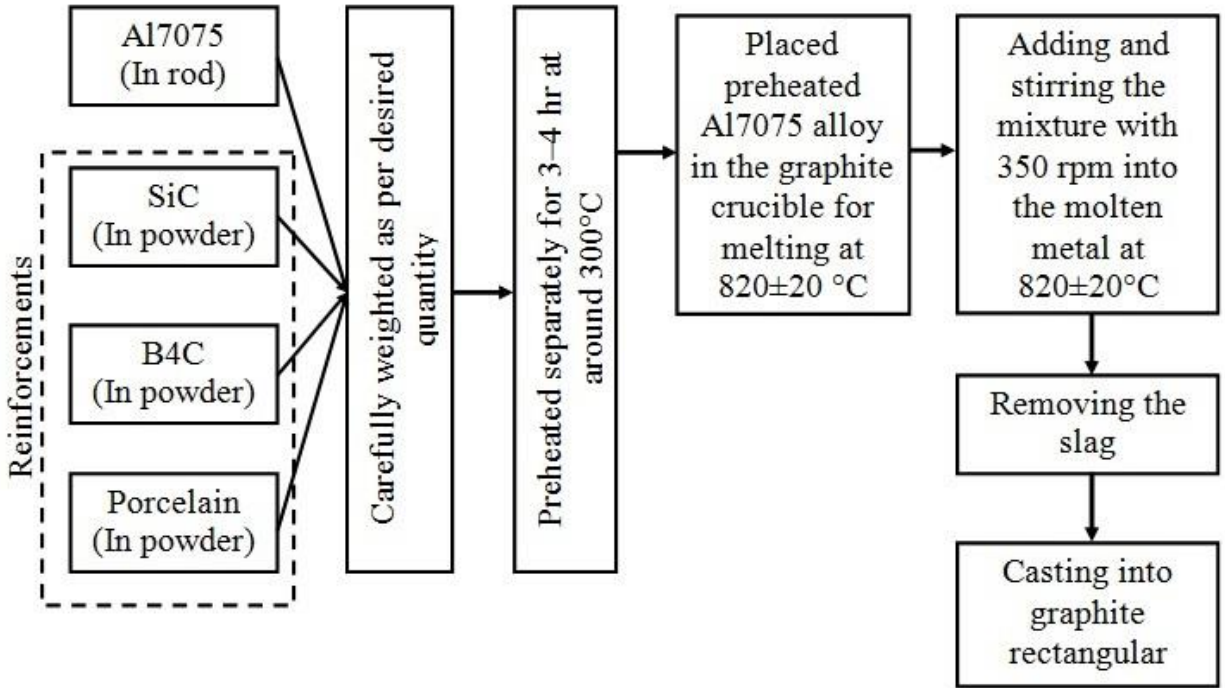 Al7075
(In rod)
Reinforcements
SiC
(In powder)
B4C
(In powder)
Porcelain
(In powder)
Carefully weighted as per desired
quantity
Preheated separately for 3–4 hr at
around 300°C
Placed
preheated
Al7075 alloy
in the graphite
crucible for
melting at
820±20 °C
Adding and
stirring the
mixture with
350 rpm into
the molten
metal at
820±20°C
Removing the
slag
Casting into
graphite
rectangular